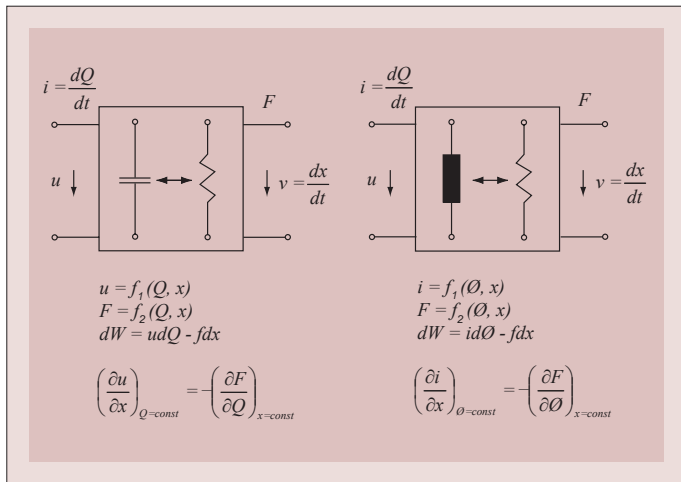 i = dQ/dt
F
u
v = dx/dt
u = f₁(Q, x)
F = f₂(Q, x)
dW = udQ - fdx
(∂u/∂x)Q=const = -(∂F/∂Q)x=const
i = dQ/dt
F
u
v = dx/dt
i = f₁(Ø, x)
F = f₂(Ø, x)
dW = idØ - fdx
(∂i/∂x)Ø=const = -(∂F/∂Ø)x=const